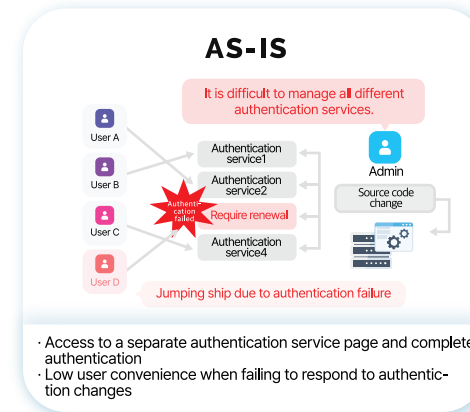 AS-IS
It is difficult to manage all different
authentication services.
User A
User B
User C
User D
Authentication
service1
Authentication
service2
Require renewal
Authentication
service4
Authenti-
cation
failed
Admin
Source code
change
Jumping ship due to authentication failure
· Access to a separate authentication service page and complete
authentication
· Low user convenience when failing to respond to authentic-
tion changes